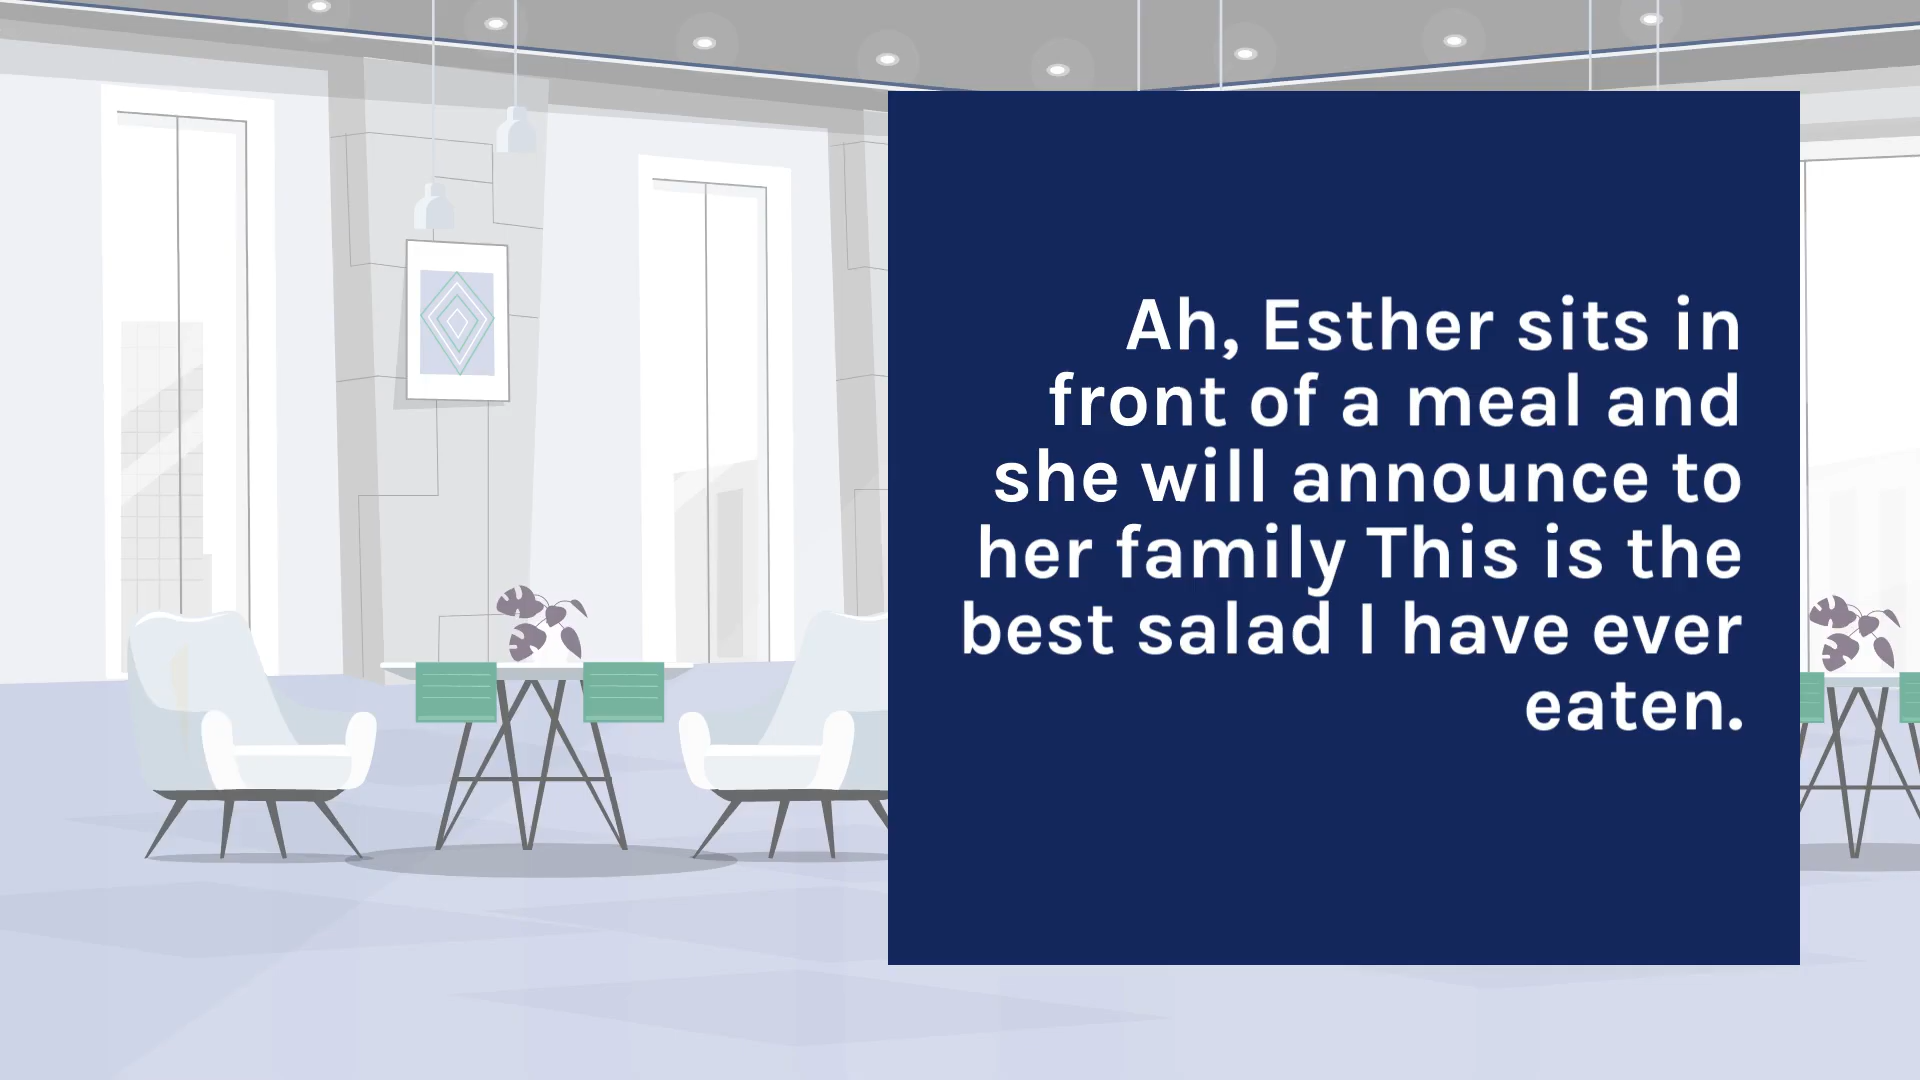 Ah, Esther sits in
front of a meal and
she will announce to
her family This is the
best salad I have ever
eaten.